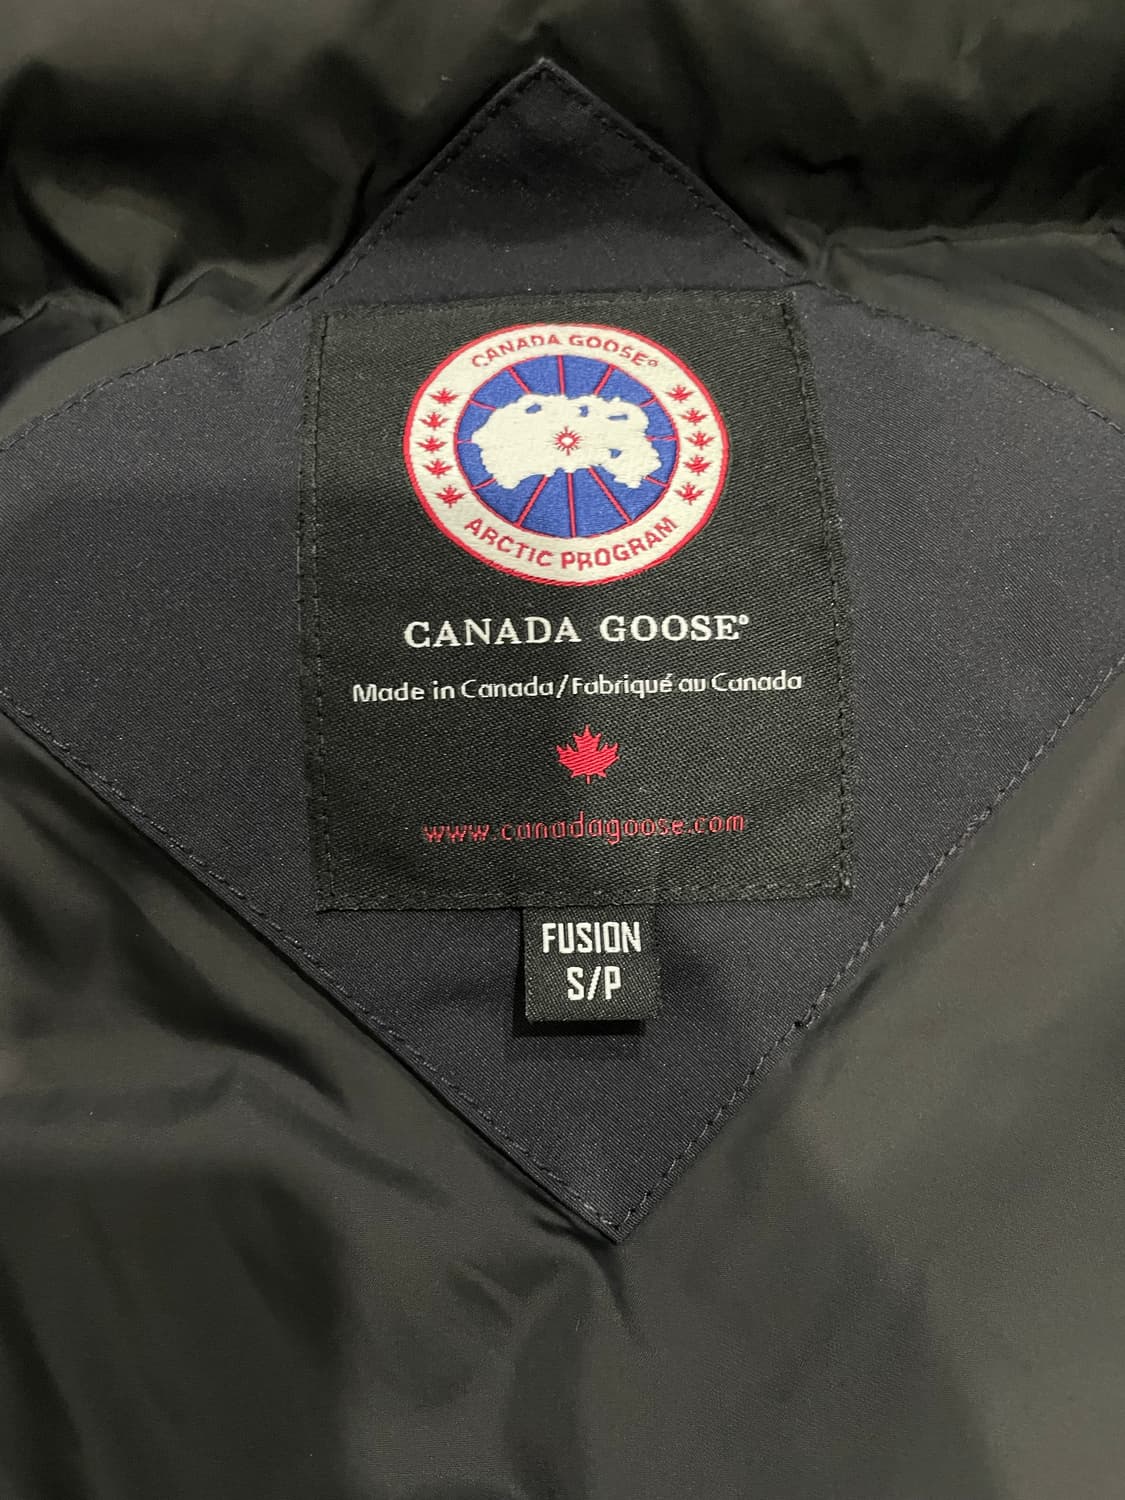 CANADA GOOSE®
ARCTIC PROGRAM
CANADA GOOSE®
Made in Canada/Fabriqué au Canada
www.canadagoose.com
FUSION
S/P